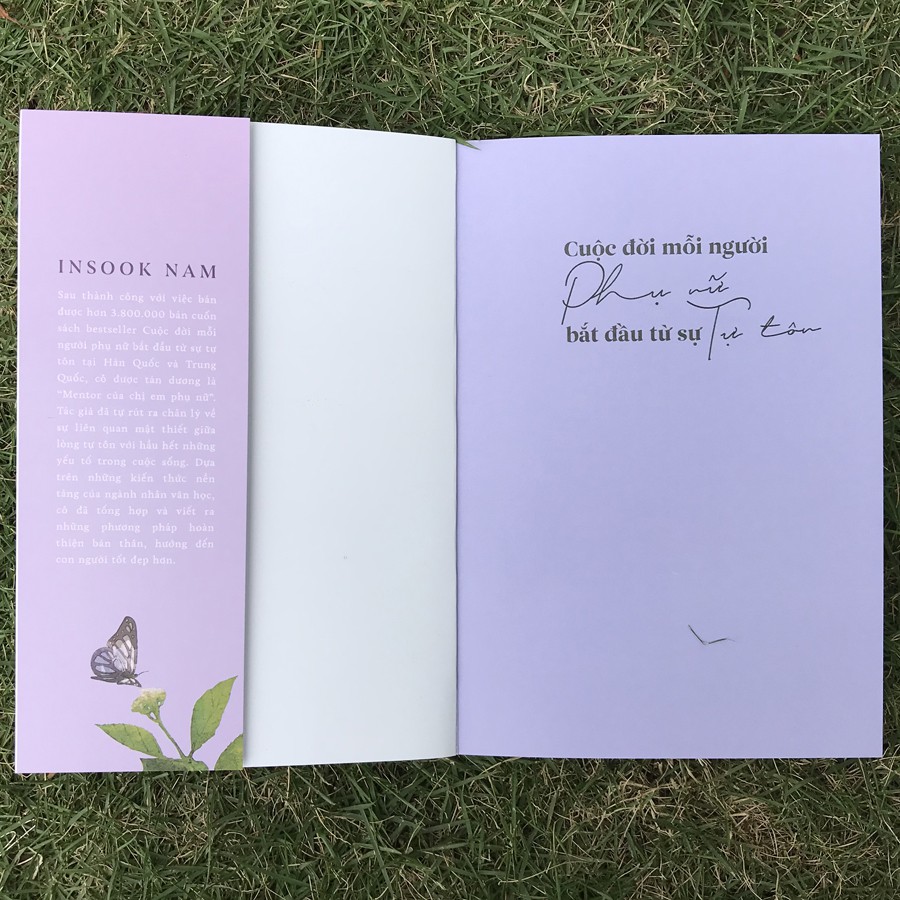 INSOOK NAM
Sau thành công với việc bán
được hơn 3.800.000 bản cuốn
sách bestseller Cuộc đời mỗi
người phụ nữ bắt đầu từ sự tự
tôn tại Hàn Quốc và Trung
Quốc, cô được tán dương là
“Mentor của chị em phụ nữ”.
Tác giả đã tự rút ra chân lý về
sự liên quan mật thiết giữa
lòng tự tôn với hầu hết những
yếu tố trong cuộc sống. Dựa
trên những kiến thức nền
tảng của ngành nhân văn học,
cô đã tổng hợp và viết ra
những phương pháp hoàn
thiện bản thân, hướng đến
con người tốt đẹp hơn.
Cuộc đời mỗi người
Phụ nữ
bắt đầu từ sự Tự tôn